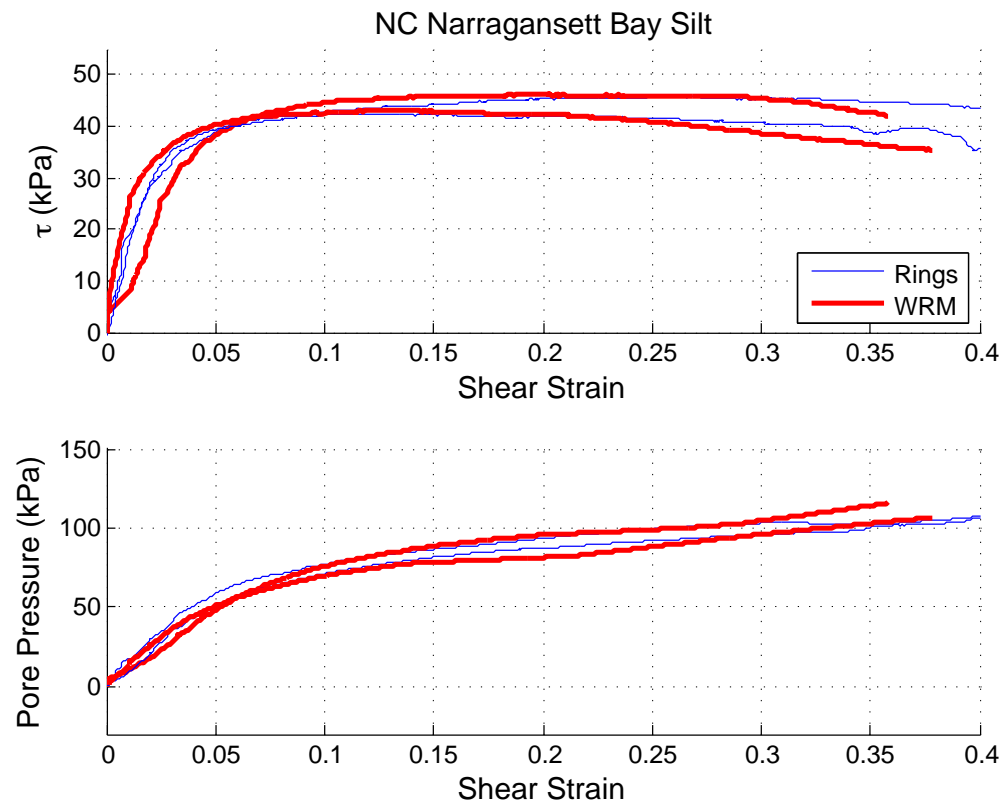 NC Narragansett Bay Silt
τ (kPa)
50
40
30
20
10
0
0 0.05 0.1 0.15 0.2 0.25 0.3 0.35 0.4
Shear Strain
Rings
WRM
Pore Pressure (kPa)
150
100
50
0
0 0.05 0.1 0.15 0.2 0.25 0.3 0.35 0.4
Shear Strain